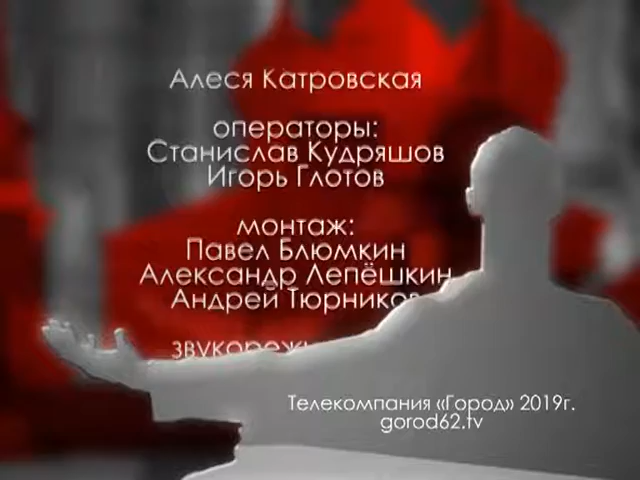 Алеся Катровская
операторы:
Станислав Кудряшов
Игорь Глотов
монтаж:
Павел Блюмкин
Александр Лепёшкин
Андрей Тюрников
Телекомпания «Город» 2019г.
gorod62.tv